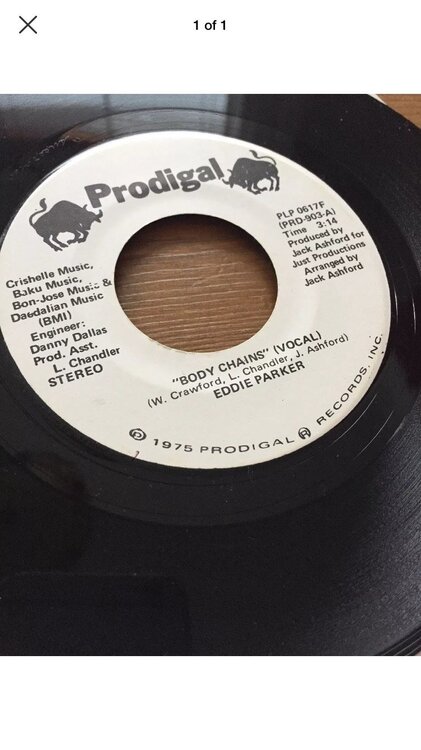 1 of 1
Prodigal
PLP 0617F
(PRD-903-A)
Time 3:14
Produced by
Jack Ashford for
Just Productions
Arranged by
Jack Ashford
Crishelle Music,
Baku Music,
Bon-Jose Music &
Daedalian Music
(BMI)
Engineer:
Danny Dallas
Prod. Asst.
L. Chandler
STEREO
"BODY CHAINS" (VOCAL)
(W. Crawford, L. Chandler, J. Ashford)
EDDIE PARKER
℗ 1975 PRODIGAL ® RECORDS, INC.